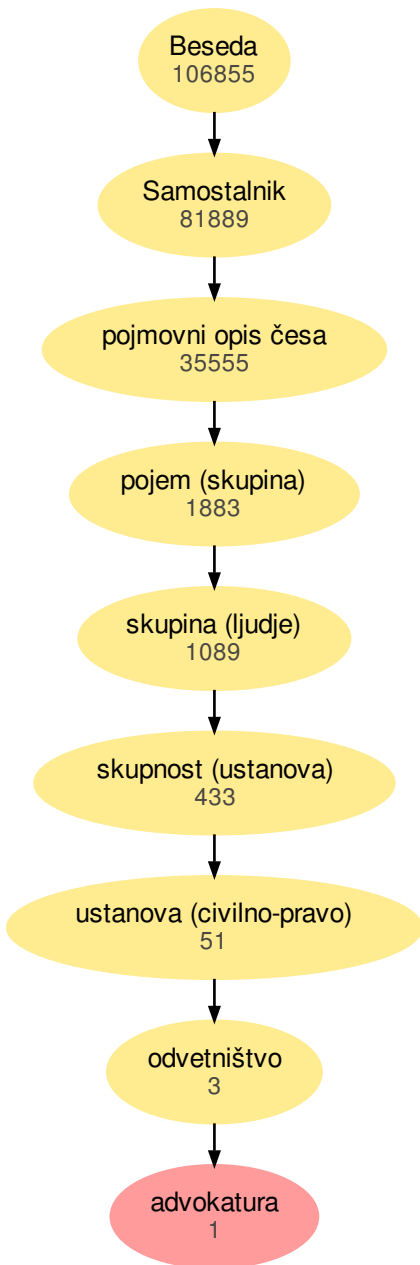 Beseda
106855
Samostalnik
81889
pojmovni opis česa
35555
pojem (skupina)
1883
skupina (ljudje)
1089
skupnost (ustanova)
433
ustanova (civilno-pravo)
51
odvetništvo
3
advokatura
1